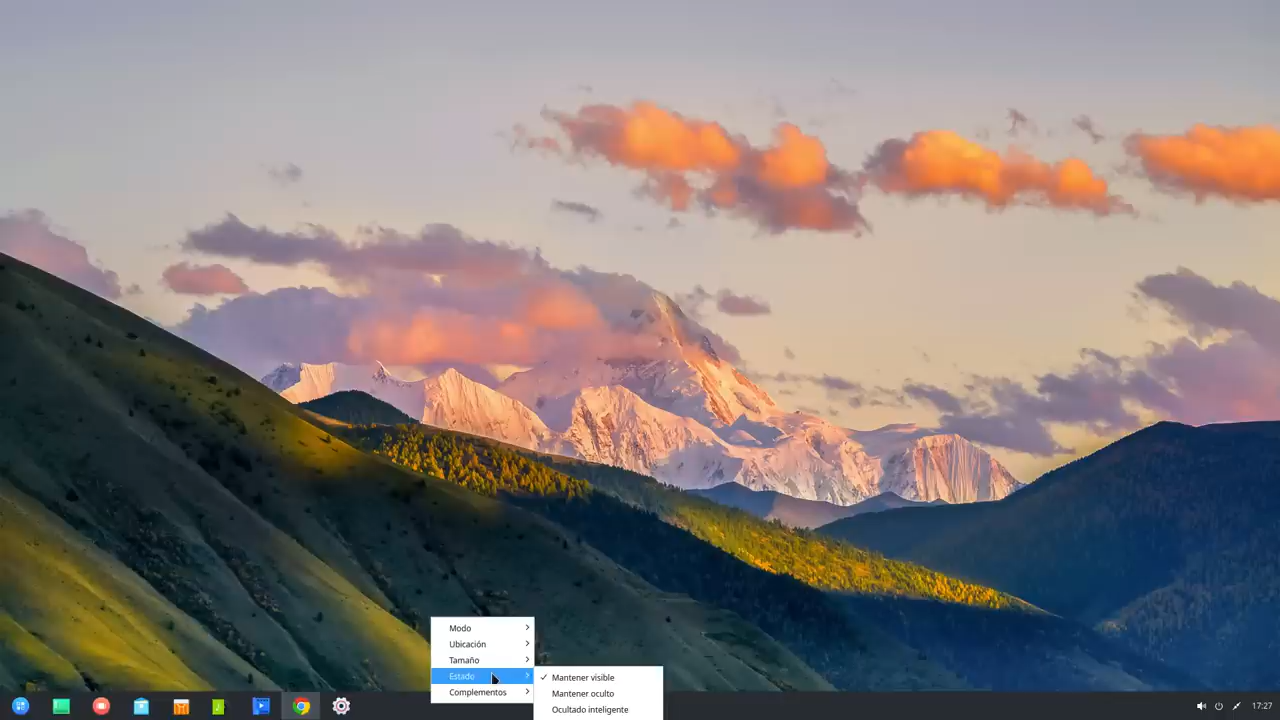 Modo
Ubicación
Tamaño
Estado
Complementos
Mantener visible
Mantener oculto
Ocultado inteligente
17:27